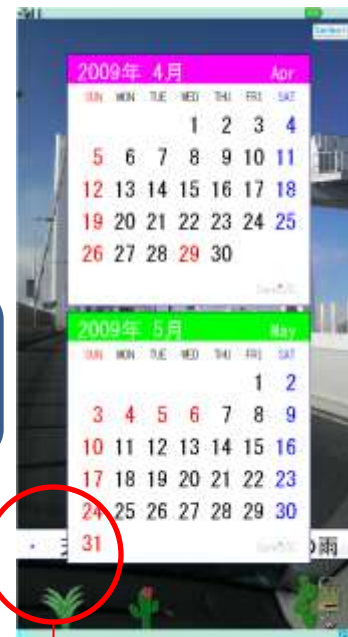 2009年 4月 Apr
SUN MON TUE WED THU FRI SAT
1 2 3 4
5 6 7 8 9 10 11
12 13 14 15 16 17 18
19 20 21 22 23 24 25
26 27 28 29 30
2009年 5月 May
SUN MON TUE WED THU FRI SAT
1 2
3 4 5 6 7 8 9
10 11 12 13 14 15 16
17 18 19 20 21 22 23
24 25 26 27 28 29 30
31
の雨